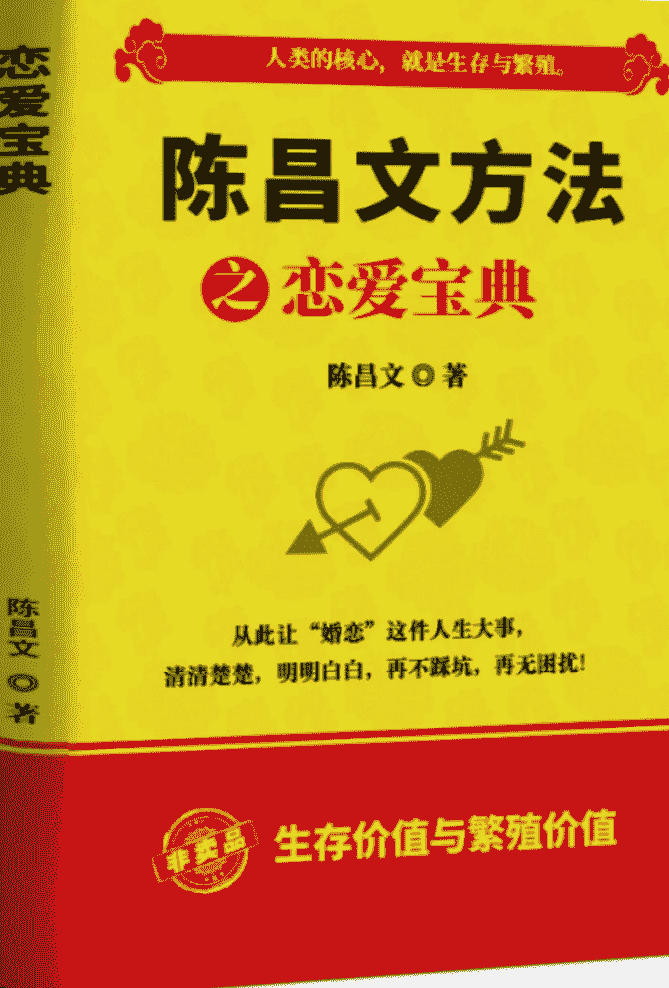 人类的核心，就是生存与繁殖。
陈昌文方法
之恋爱宝典
陈昌文◎著
从此让“婚恋”这件人生大事，
清清楚楚，明明白白，再不踩坑，再无困扰！
非卖品
生存价值与繁殖价值
恋爱宝典
陈昌文◎著